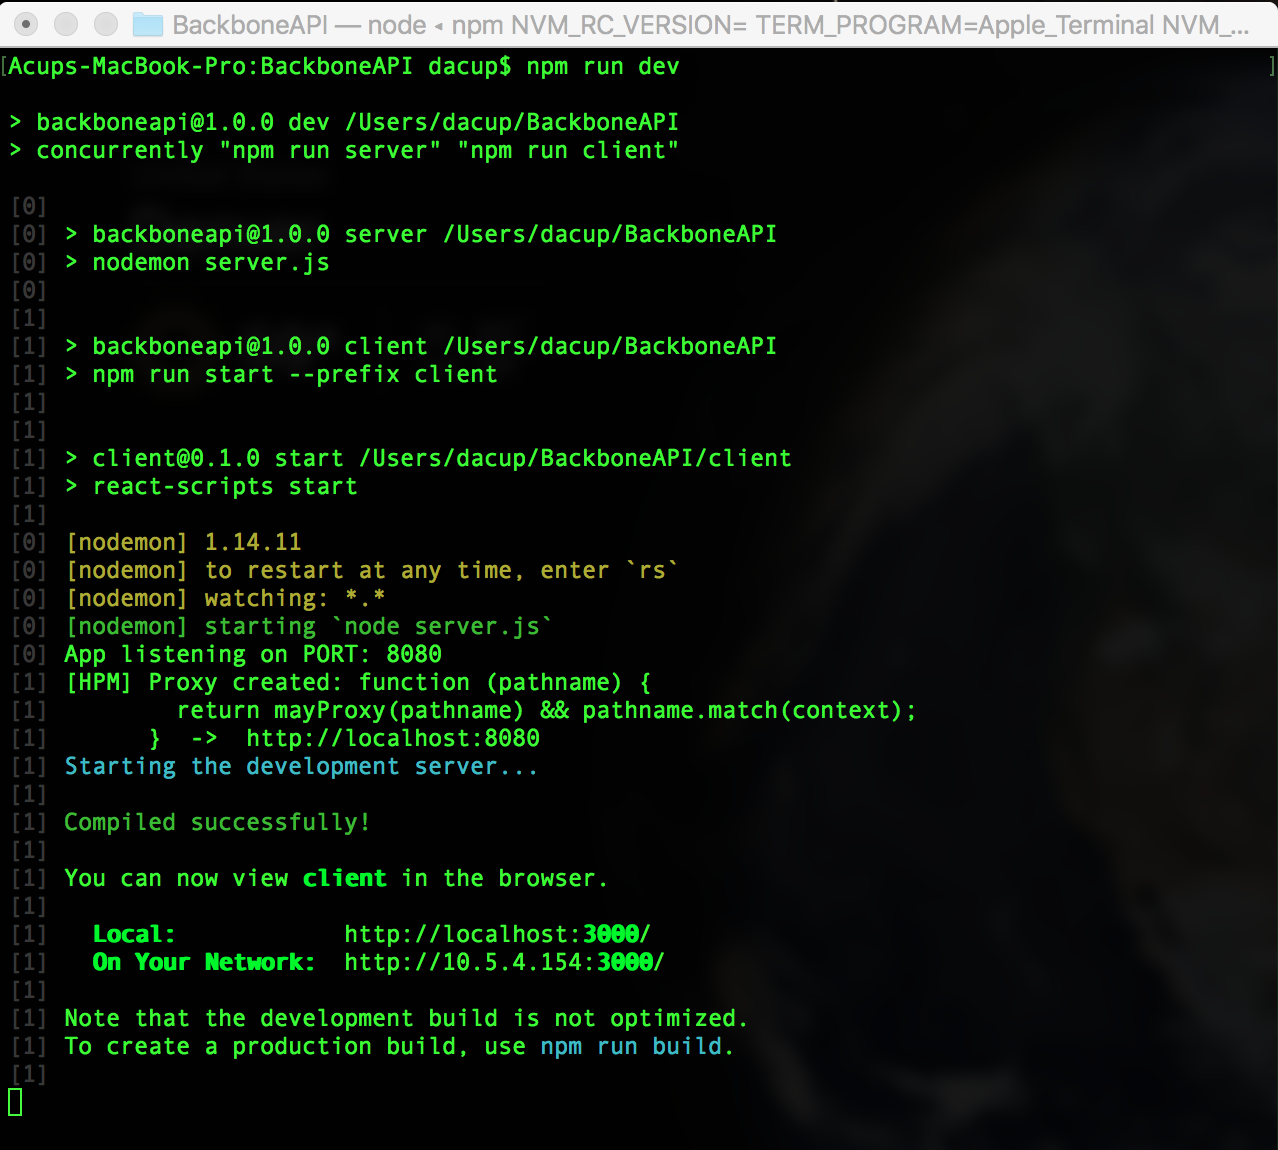 BackboneAPI — node ◂ npm NVM_RC_VERSION= TERM_PROGRAM=Apple_Terminal NVM_...
[Acups-MacBook-Pro:BackboneAPI dacup$ npm run dev ]
> backboneapi@1.0.0 dev /Users/dacup/BackboneAPI
> concurrently "npm run server" "npm run client"
[0]
[0] > backboneapi@1.0.0 server /Users/dacup/BackboneAPI
[0] > nodemon server.js
[0]
[1]
[1] > backboneapi@1.0.0 client /Users/dacup/BackboneAPI
[1] > npm run start --prefix client
[1]
[1]
[1] > client@0.1.0 start /Users/dacup/BackboneAPI/client
[1] > react-scripts start
[1]
[0] [nodemon] 1.14.11
[0] [nodemon] to restart at any time, enter `rs`
[0] [nodemon] watching: *.*
[0] [nodemon] starting `node server.js`
[0] App listening on PORT: 8080
[1] [HPM] Proxy created: function (pathname) {
[1]         return mayProxy(pathname) && pathname.match(context);
[1]       }  ->  http://localhost:8080
[1] Starting the development server...
[1]
[1] Compiled successfully!
[1]
[1] You can now view client in the browser.
[1]
[1]   Local:            http://localhost:3000/
[1]   On Your Network:  http://10.5.4.154:3000/
[1]
[1] Note that the development build is not optimized.
[1] To create a production build, use npm run build.
[1]